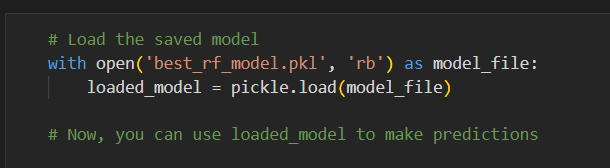 # Load the saved model
with open('best_rf_model.pkl', 'rb') as model_file:
    loaded_model = pickle.load(model_file)
# Now, you can use loaded_model to make predictions